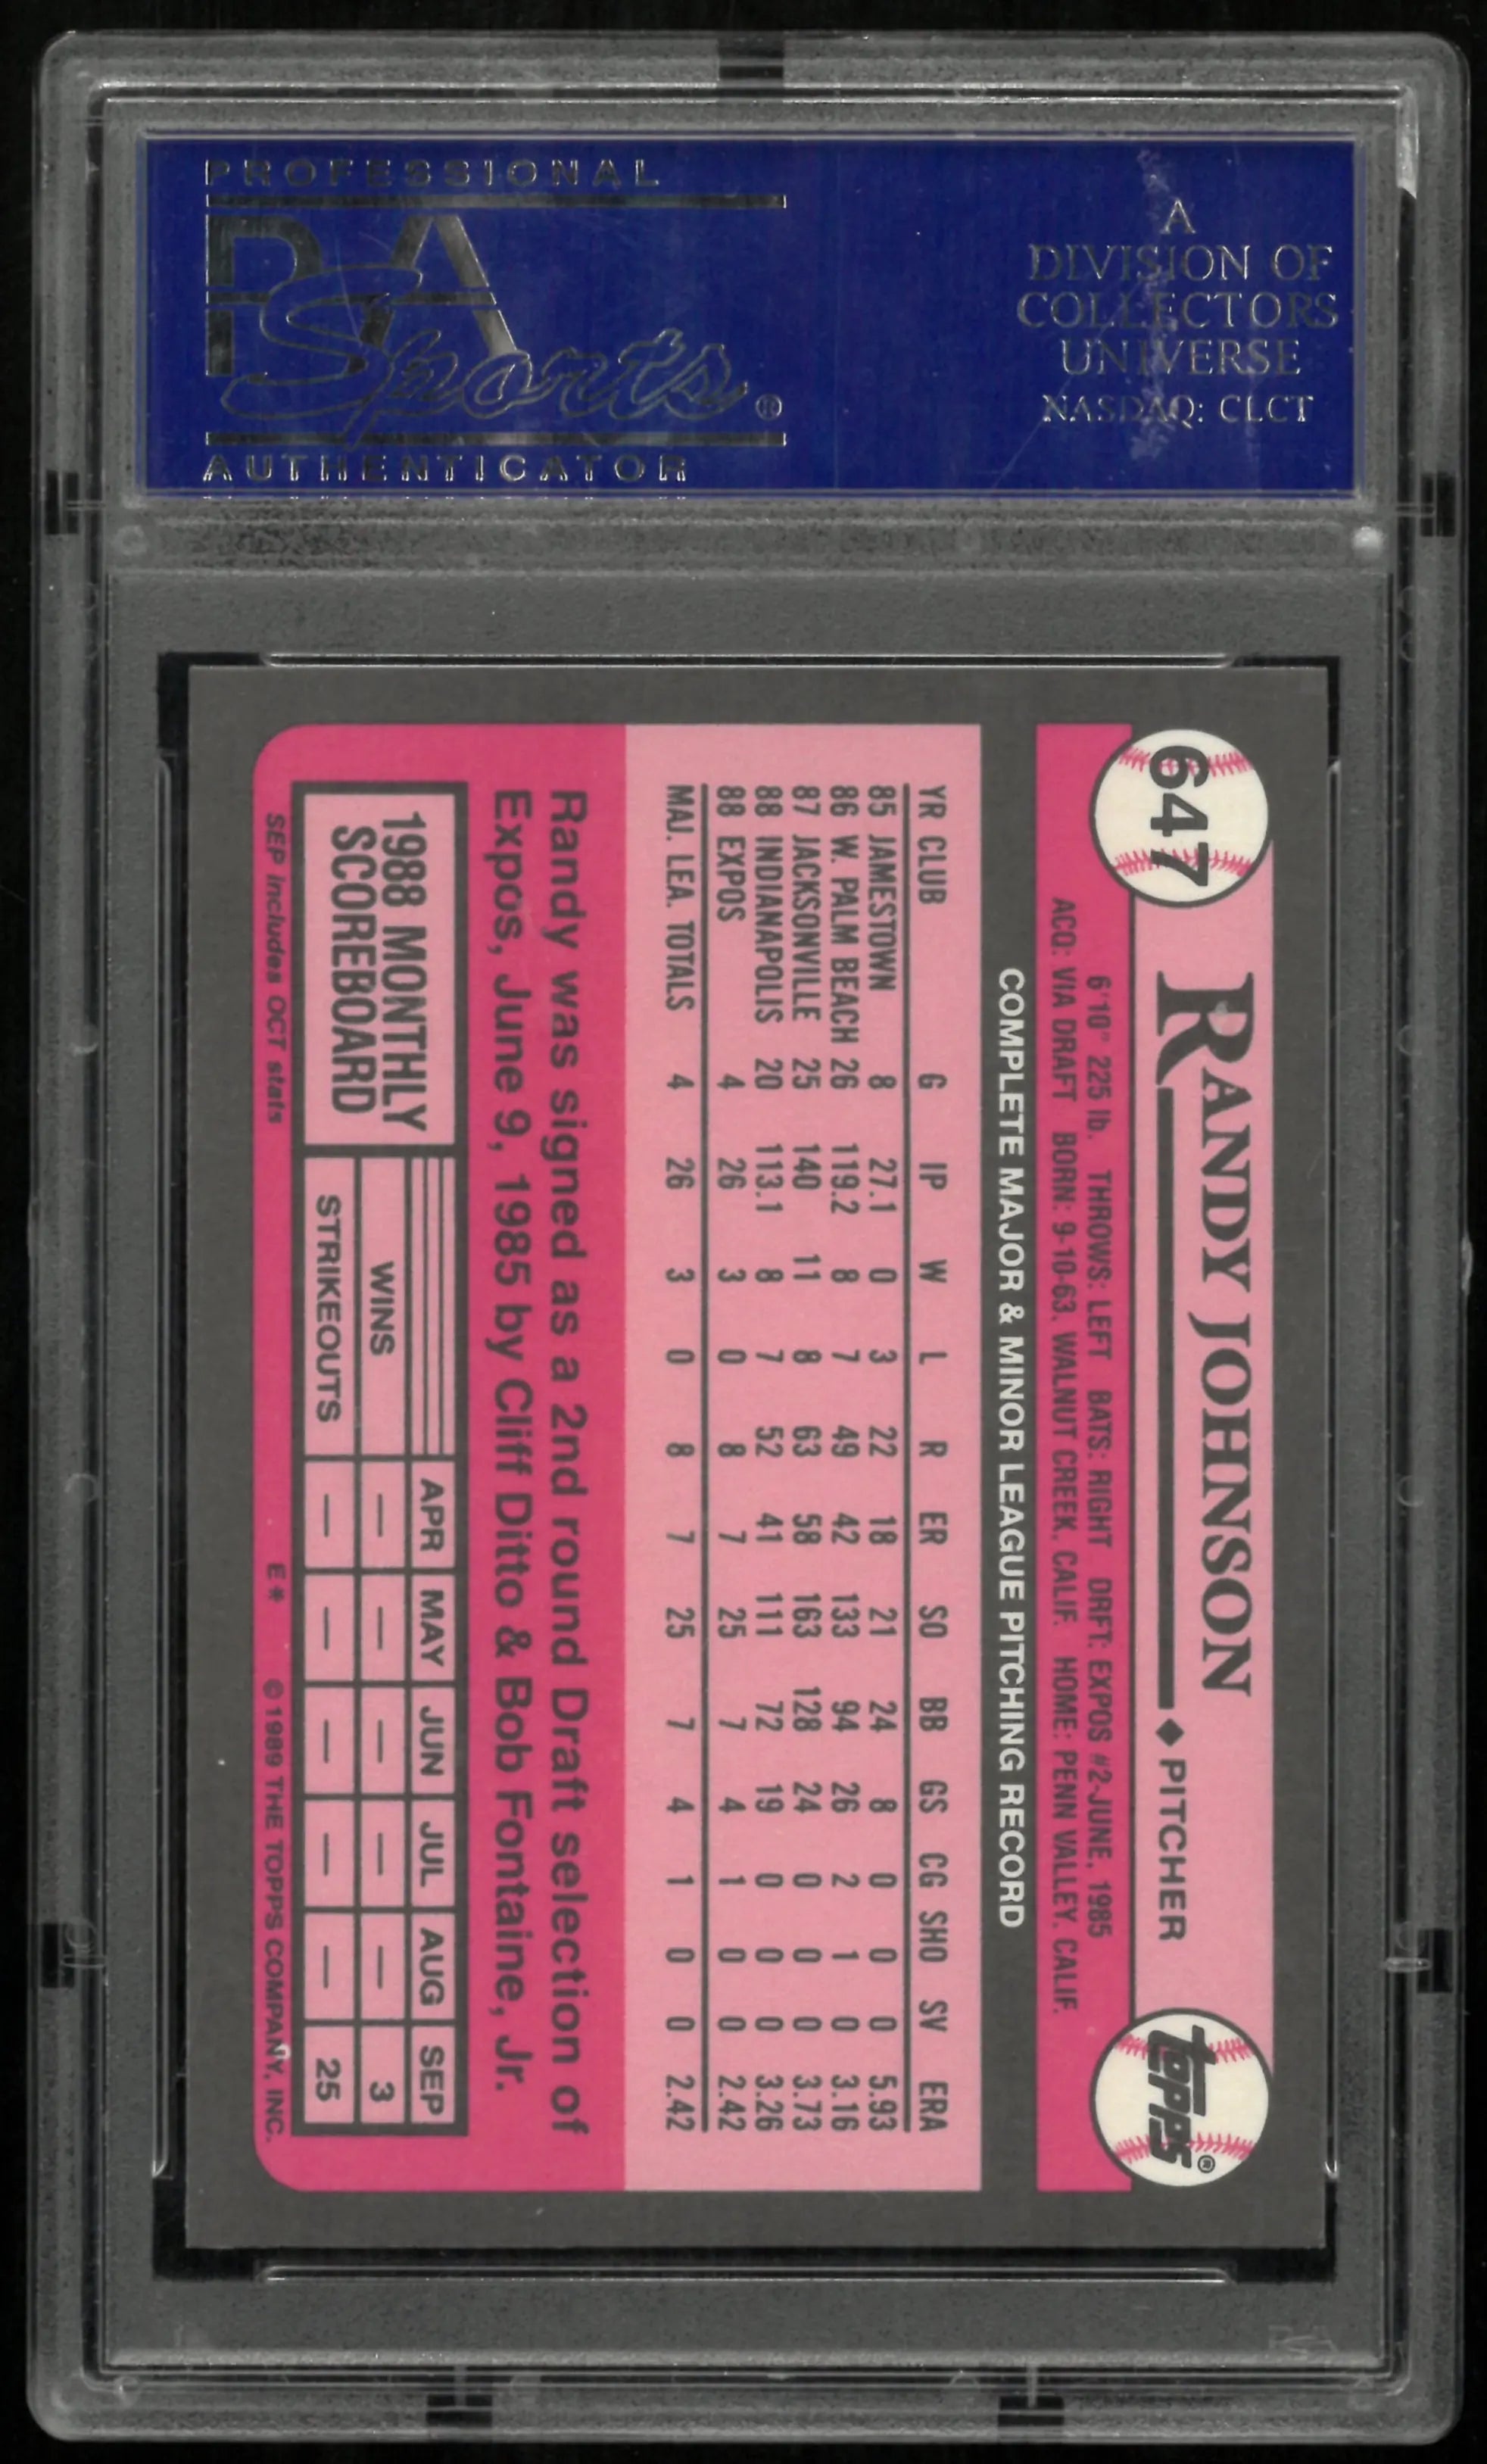 PROFESSIONAL
PSA
Sports®
AUTHENTICATOR
A
DIVISION OF
COLLECTORS
UNIVERSE
NASDAQ: CLCT
647
RANDY JOHNSON
◆ PITCHER
topps®
6'10" 225 lb. THROWS: LEFT BATS: RIGHT DRFT: EXPOS #2-JUNE, 1985
ACQ: VIA DRAFT BORN: 9-10-63, WALNUT CREEK, CALIF. HOME: PENN VALLEY, CALIF.
COMPLETE MAJOR & MINOR LEAGUE PITCHING RECORD
YR CLUB G IP W L R ER SO BB GS CG SHO SV ERA
85 JAMESTOWN 8 27.1 0 3 22 18 21 24 8 0 0 0 5.93
86 W. PALM BEACH 26 119.2 8 7 49 42 133 94 26 2 1 0 3.16
87 JACKSONVILLE 25 140 11 8 63 58 163 128 24 0 0 0 3.73
88 INDIANAPOLIS 20 113.1 8 7 52 41 111 72 19 0 0 0 3.26
88 EXPOS 4 26 3 0 8 7 25 7 4 1 0 0 2.42
MAJ. LEA. TOTALS 4 26 3 0 8 7 25 7 4 1 0 0 2.42
Randy was signed as a 2nd round Draft selection of
Expos, June 9, 1985 by Cliff Ditto & Bob Fontaine, Jr.
1988 MONTHLY
SCOREBOARD
APR MAY JUN JUL AUG SEP
WINS — — — — — 3
STRIKEOUTS — — — — — 25
SEP includes OCT stats
E* © 1989 THE TOPPS COMPANY, INC.